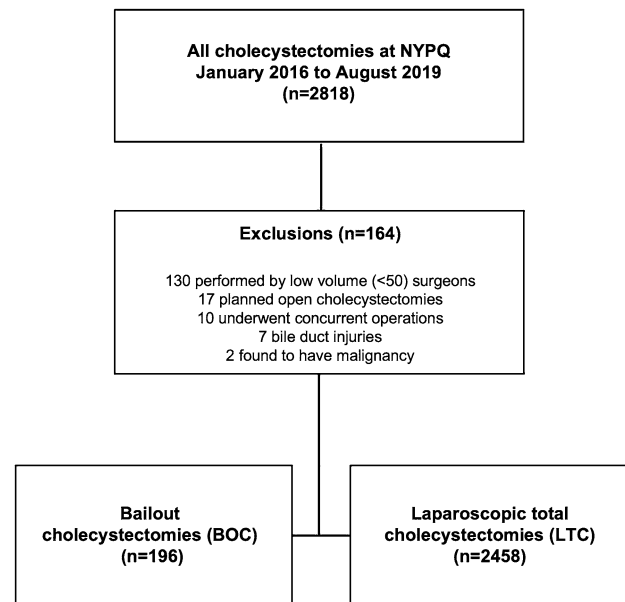 All cholecystectomies at NYPQ
January 2016 to August 2019
(n=2818)
Exclusions (n=164)
130 performed by low volume (<50) surgeons
17 planned open cholecystectomies
10 underwent concurrent operations
7 bile duct injuries
2 found to have malignancy
Bailout
cholecystectomies (BOC)
(n=196)
Laparoscopic total
cholecystectomies (LTC)
(n=2458)